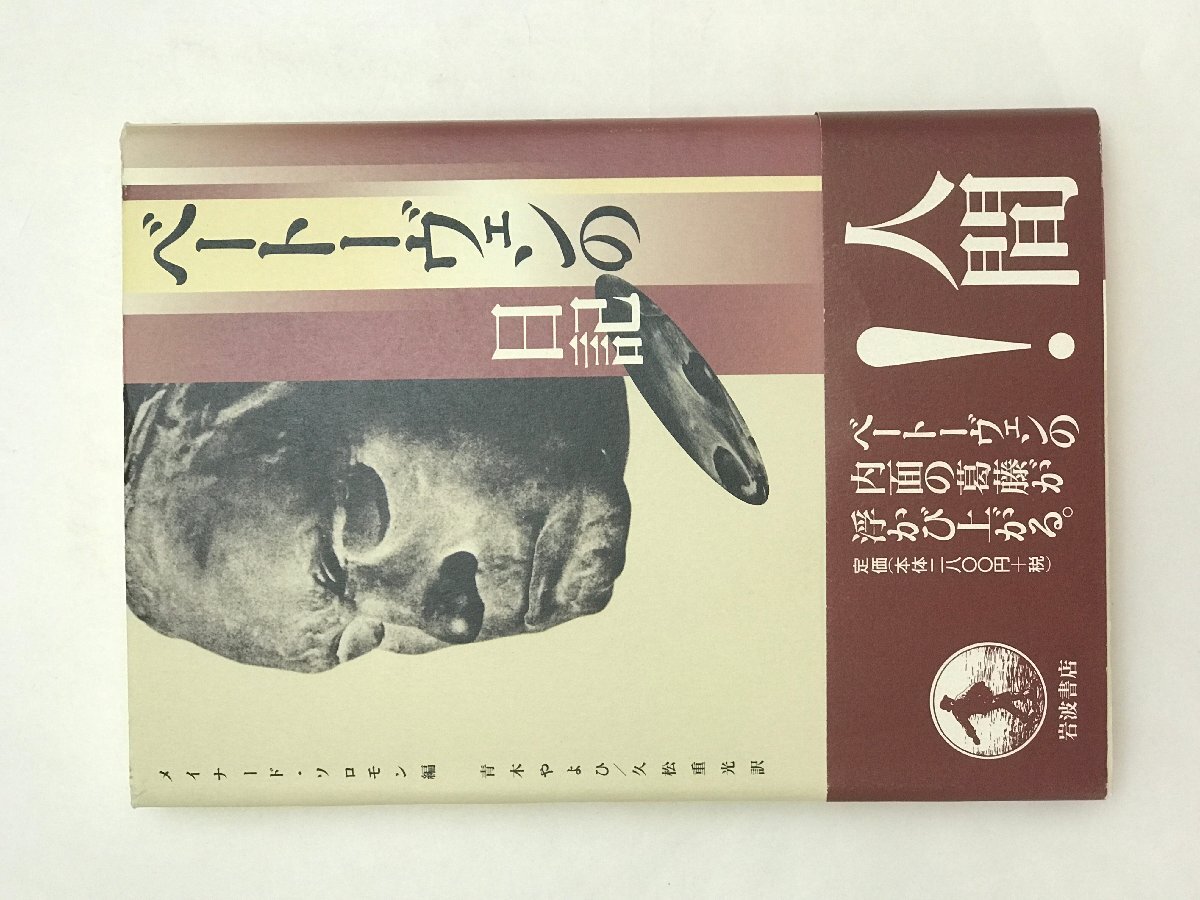 ベートーヴェンの
日記
メイナード・ソロモン編
青木やよひ/久松重光訳
人間!
ベートーヴェンの
内面の葛藤が
浮かび上がる。
定価(本体二八〇〇円+税)
岩波書店